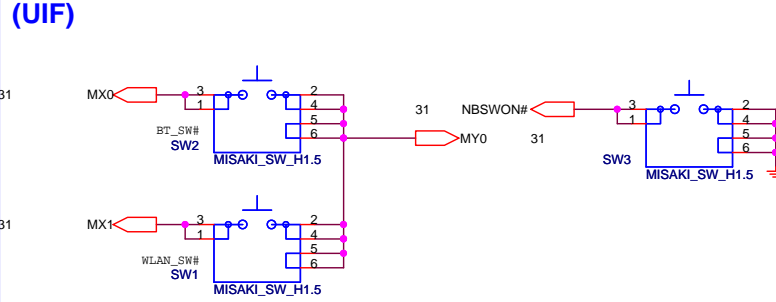 (UIF)
31 MX0 3 1 2 4 5 6
BT_SW#
SW2
MISAKI_SW_H1.5
31 MY0
31 NBSWON# 3 1 2 4 5 6
SW3
MISAKI_SW_H1.5
31 MX1 3 1 2 4 5 6
WLAN_SW#
SW1
MISAKI_SW_H1.5